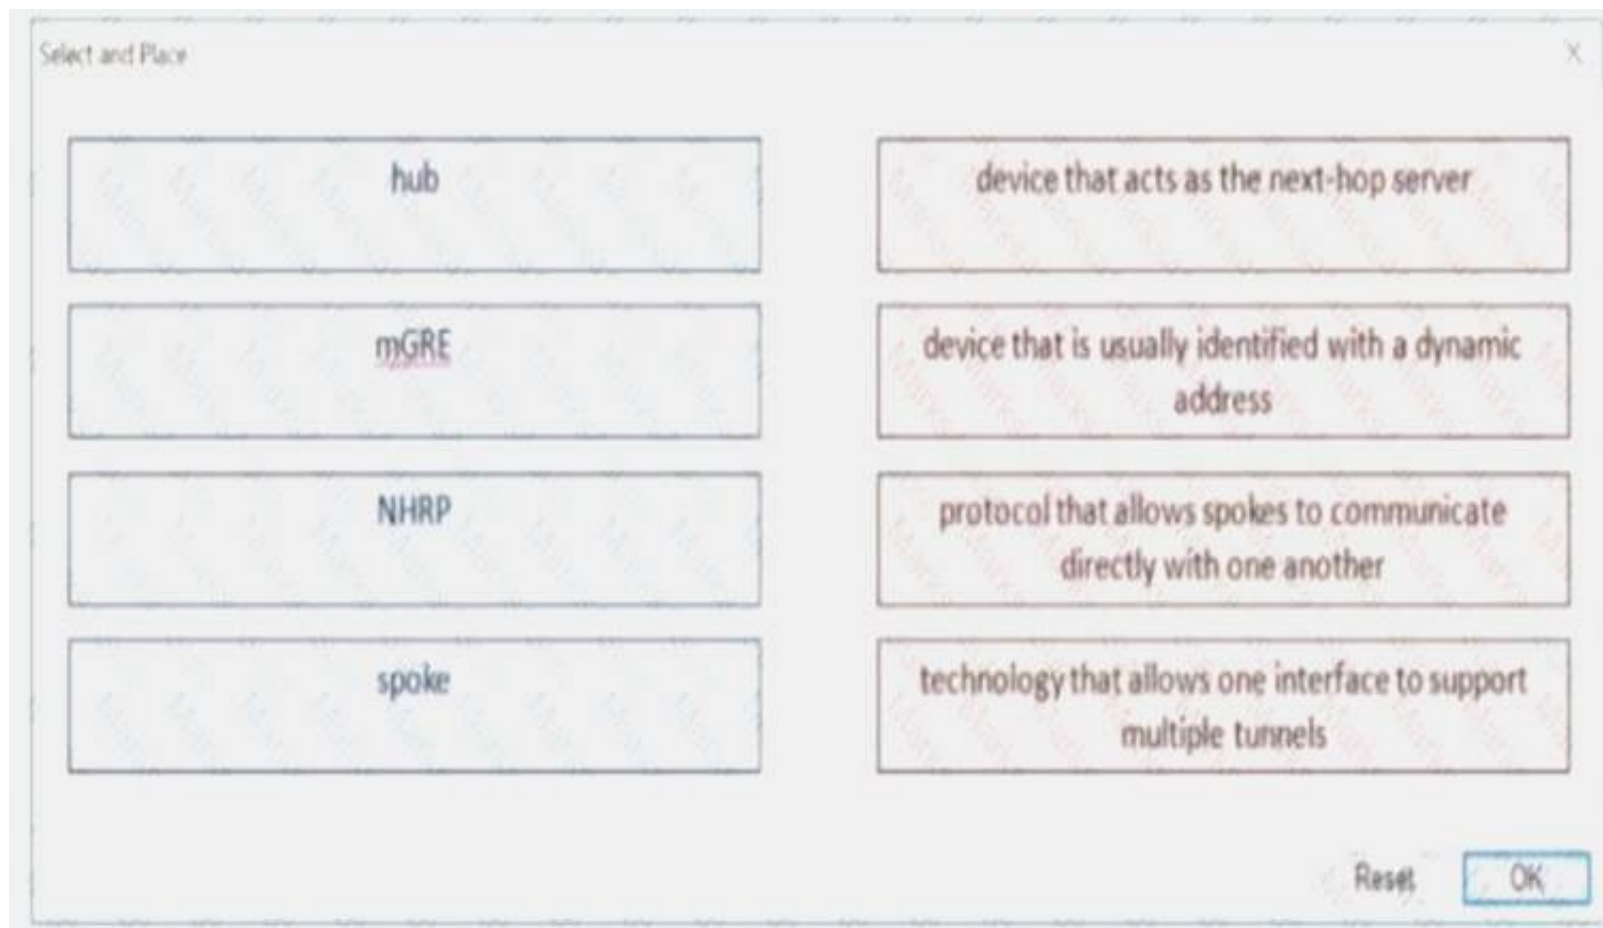 Select and Place
X
hub
device that acts as the next-hop server
mGRE
device that is usually identified with a dynamic
address
NHRP
protocol that allows spokes to communicate
directly with one another
spoke
technology that allows one interface to support
multiple tunnels
Reset
OK